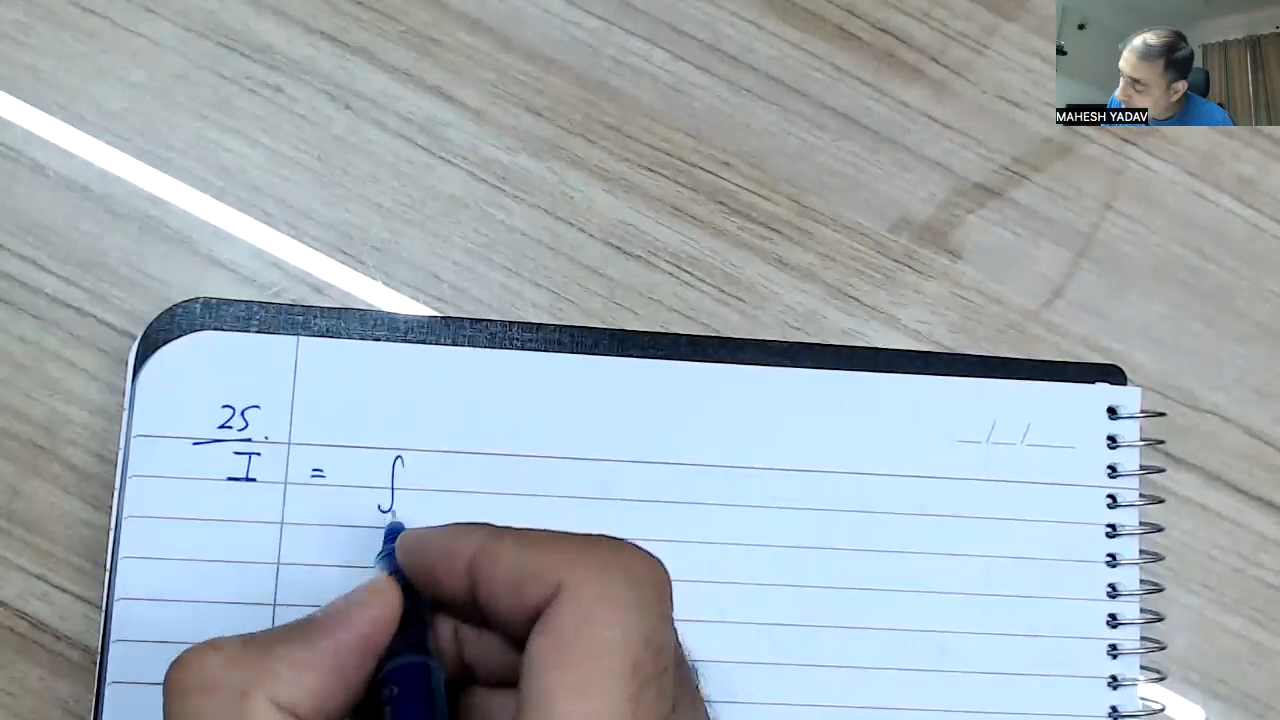 MAHESH YADAV
25.
I = ∫
_/_/_